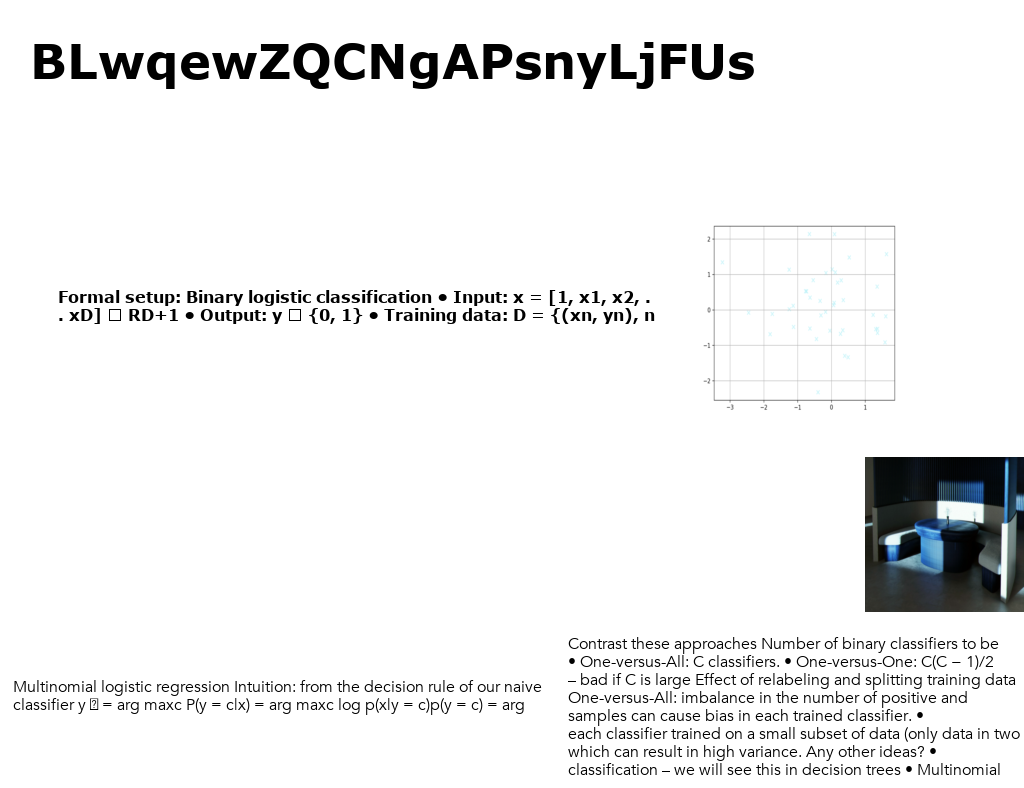 BLwqewZQCNgAPsnyLjFUs
Formal setup: Binary logistic classification • Input: x = [1, x1, x2, .
. xD] □ RD+1 • Output: y □ {0, 1} • Training data: D = {(xn, yn), n
2
1
0
−1
−2
−3 −2 −1 0 1
Multinomial logistic regression Intuition: from the decision rule of our naive
classifier y = arg maxc P(y = c|x) = arg maxc log p(x|y = c)p(y = c) = arg
Contrast these approaches Number of binary classifiers to be
• One-versus-All: C classifiers. • One-versus-One: C(C − 1)/2
– bad if C is large Effect of relabeling and splitting training data
One-versus-All: imbalance in the number of positive and
samples can cause bias in each trained classifier. •
each classifier trained on a small subset of data (only data in two
which can result in high variance. Any other ideas? •
classification – we will see this in decision trees • Multinomial